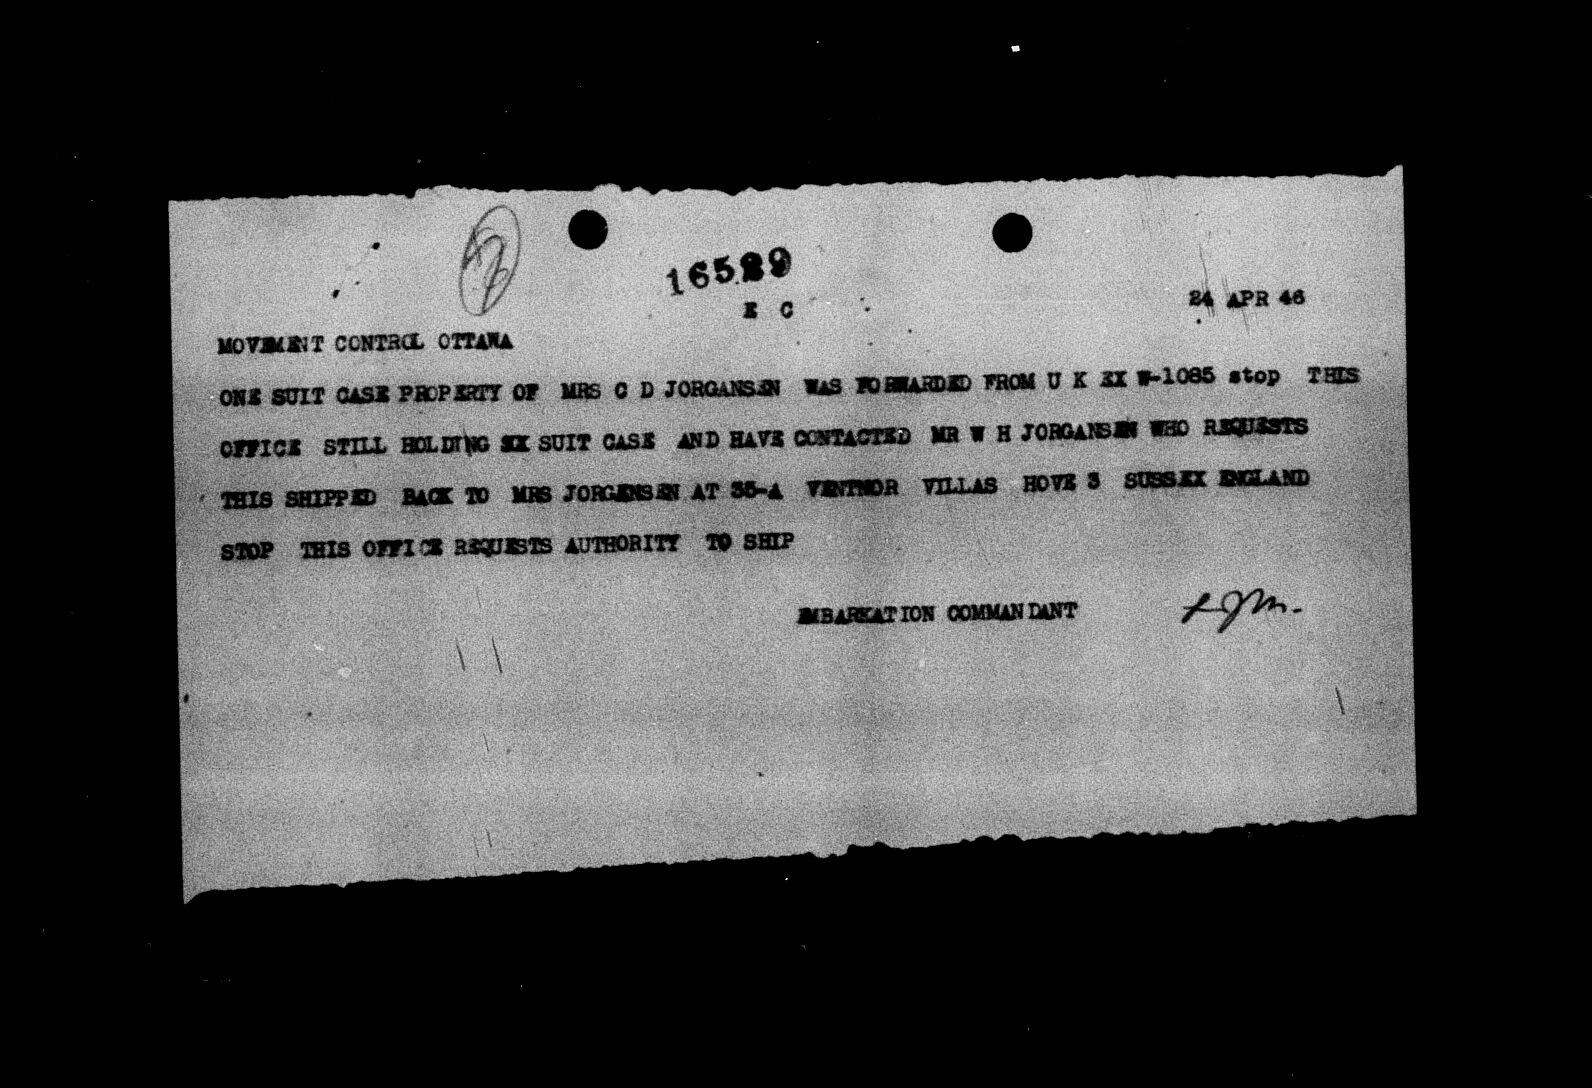 16529
E C
24 APR 46
MOVEMENT CONTROL OTTAWA
ONE SUIT CASE PROPERTY OF MRS C D JORGANSEN WAS FORWARDED FROM U K EX W-1085 stop THIS
OFFICE STILL HOLDING EX SUIT CASE AND HAVE CONTACTED MR W H JORGANSEN WHO REQUESTS
THIS SHIPPED BACK TO MRS JORGENSEN AT 35-A VENTNOR VILLAS HOVE 3 SUSSEX ENGLAND
STOP THIS OFFICE REQUESTS AUTHORITY TO SHIP
EMBARKATION COMMANDANT